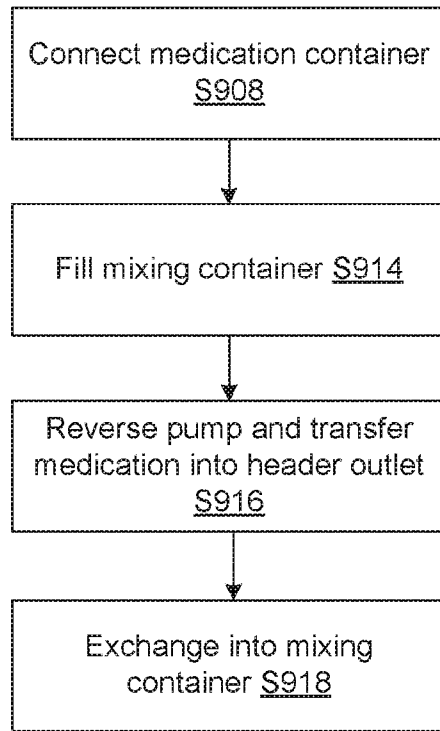 Connect medication container
S908
Fill mixing container S914
Reverse pump and transfer
medication into header outlet
S916
Exchange into mixing
container S918